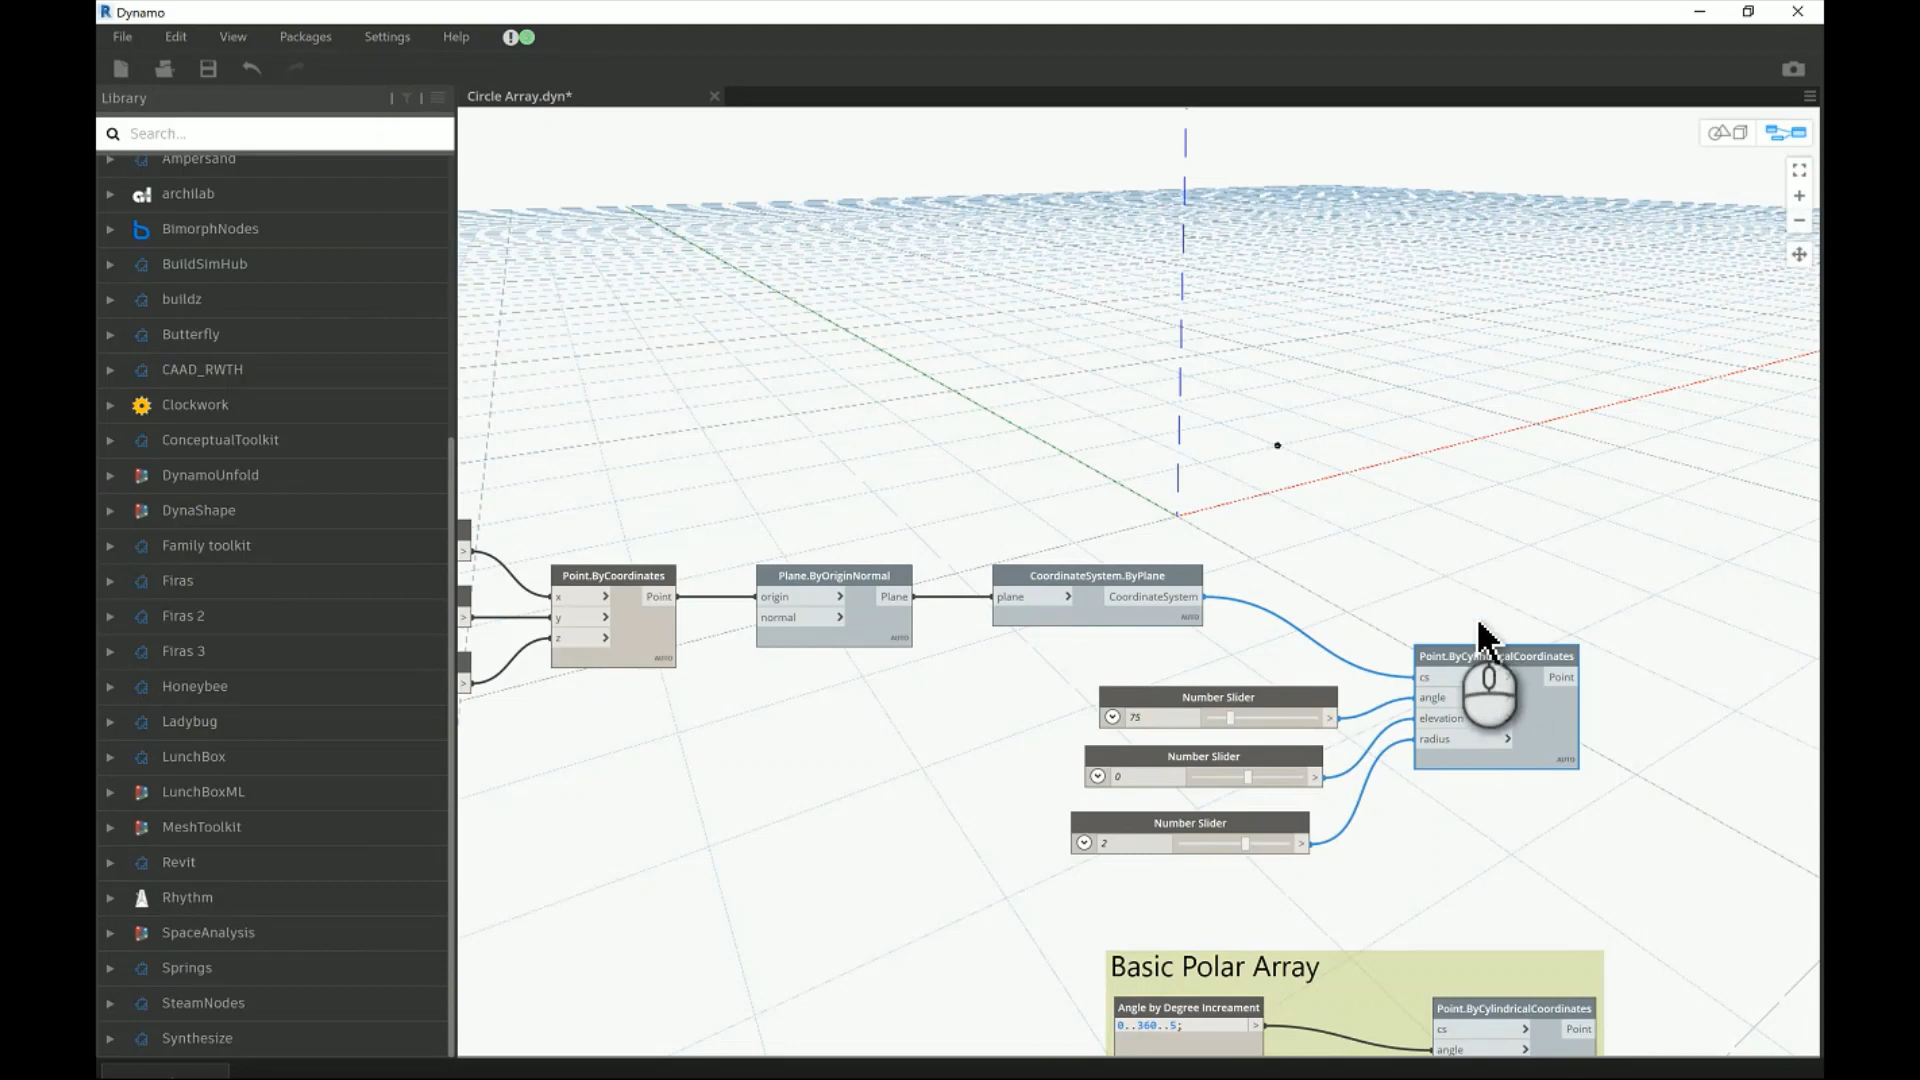 Dynamo
File Edit View Packages Settings Help
Library
Circle Array.dyn*
Search...
Ampersand
archilab
BimorphNodes
BuildSimHub
buildz
Butterfly
CAAD_RWTH
Clockwork
ConceptualToolkit
DynamoUnfold
DynaShape
Family toolkit
Firas
Firas 2
Firas 3
Honeybee
Ladybug
LunchBox
LunchBoxML
MeshToolkit
Revit
Rhythm
SpaceAnalysis
Springs
SteamNodes
Synthesize
Point.ByCoordinates
x > Point
y >
z >
AUTO
Plane.ByOriginNormal
origin > Plane
normal >
AUTO
CoordinateSystem.ByPlane
plane > CoordinateSystem
AUTO
Number Slider
75 >
Number Slider
0 >
Number Slider
2 >
cs Point
angle
elevation
radius >
AUTO
Basic Polar Array
Angle by Degree Increament
0..360..5; >
Point.ByCylindricalCoordinates
cs > Point
angle >